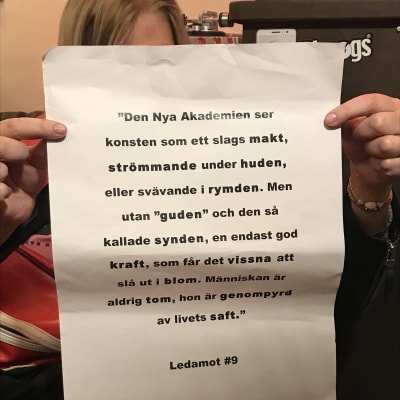 "Den Nya Akademien ser
konsten som ett slags makt,
strömmande under huden,
eller svävande i rymden. Men
utan "guden" och den så
kallade synden, en endast god
kraft, som får det vissna att
slå ut i blom. Människan är
aldrig tom, hon är genompyrd
av livets saft."
Ledamot #9